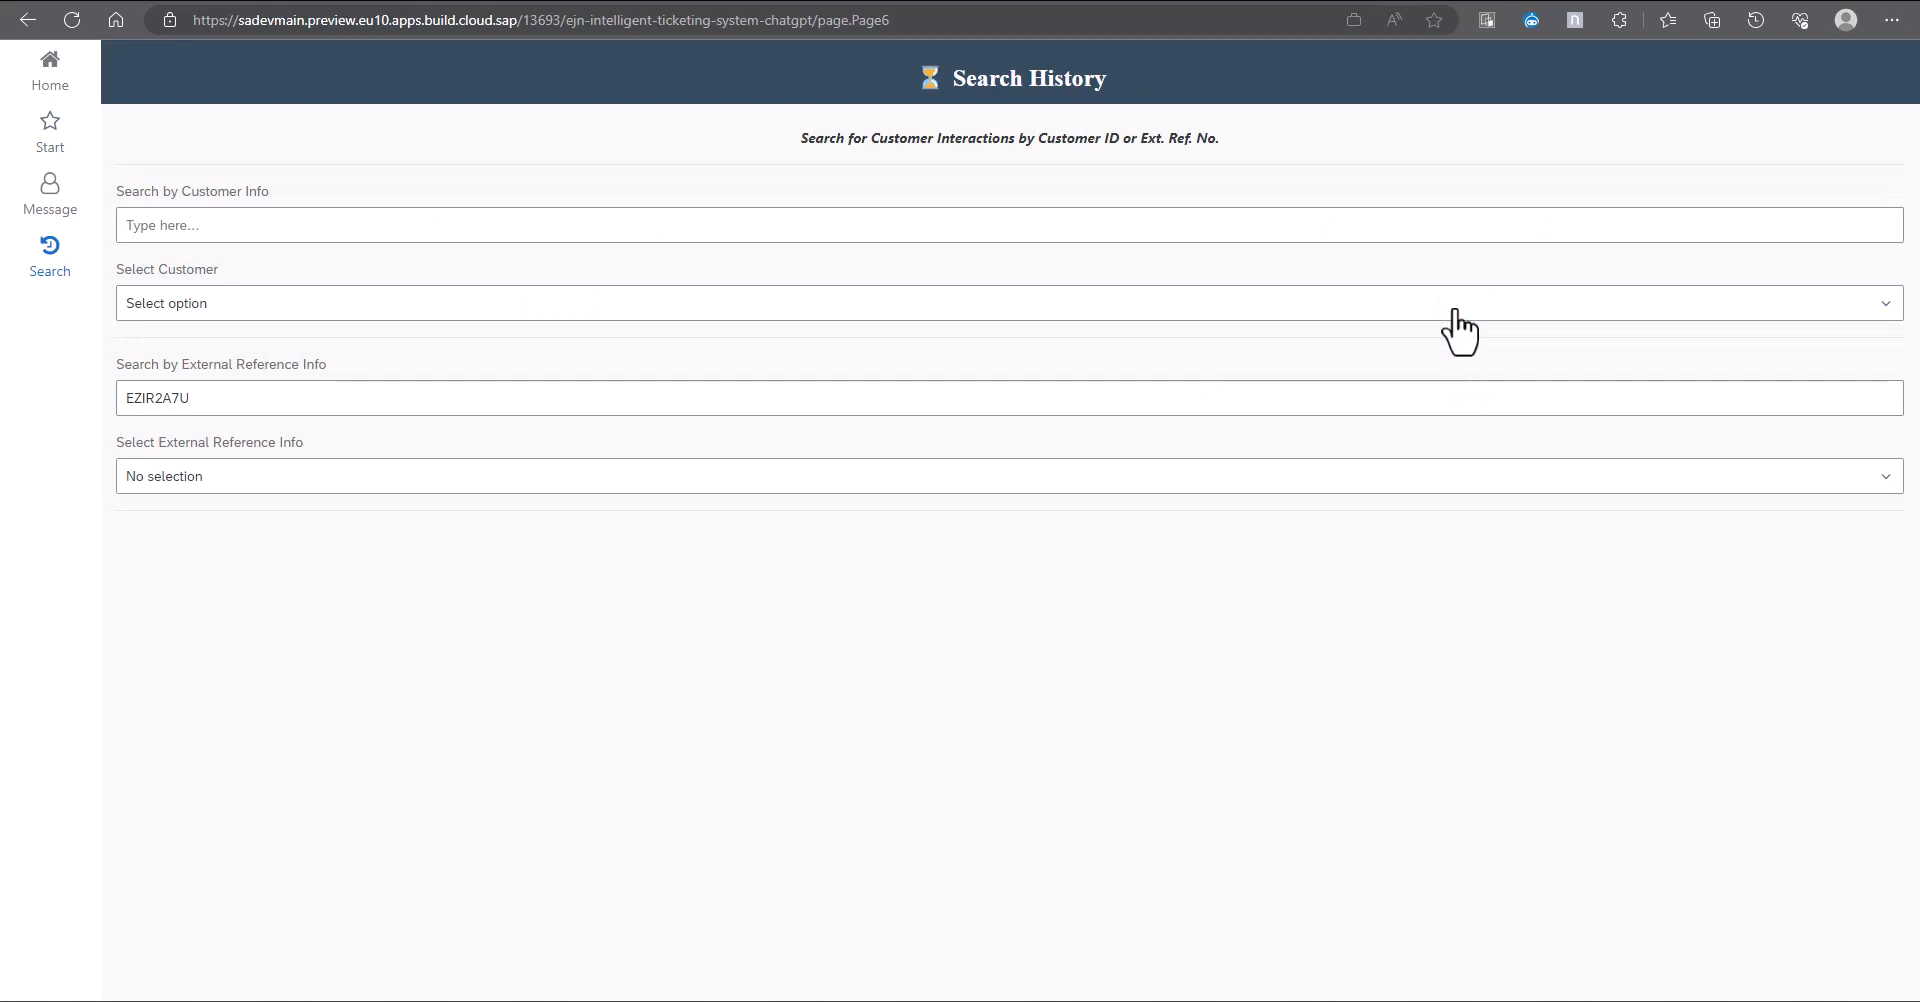 https://sadevmain.preview.eu10.apps.build.cloud.sap/13693/ejn-intelligent-ticketing-system-chatgpt/page.Page6
Home
Start
Message
Search
Search History
Search for Customer Interactions by Customer ID or Ext. Ref. No.
Search by Customer Info
Type here...
Select Customer
Select option
Search by External Reference Info
EZIR2A7U
Select External Reference Info
No selection